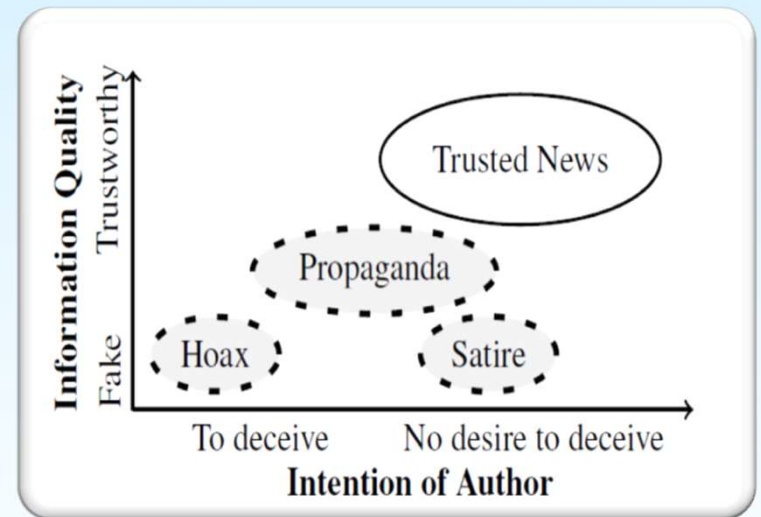 Information Quality
Fake Trustworthy
Trusted News
Propaganda
Hoax
Satire
To deceive
No desire to deceive
Intention of Author